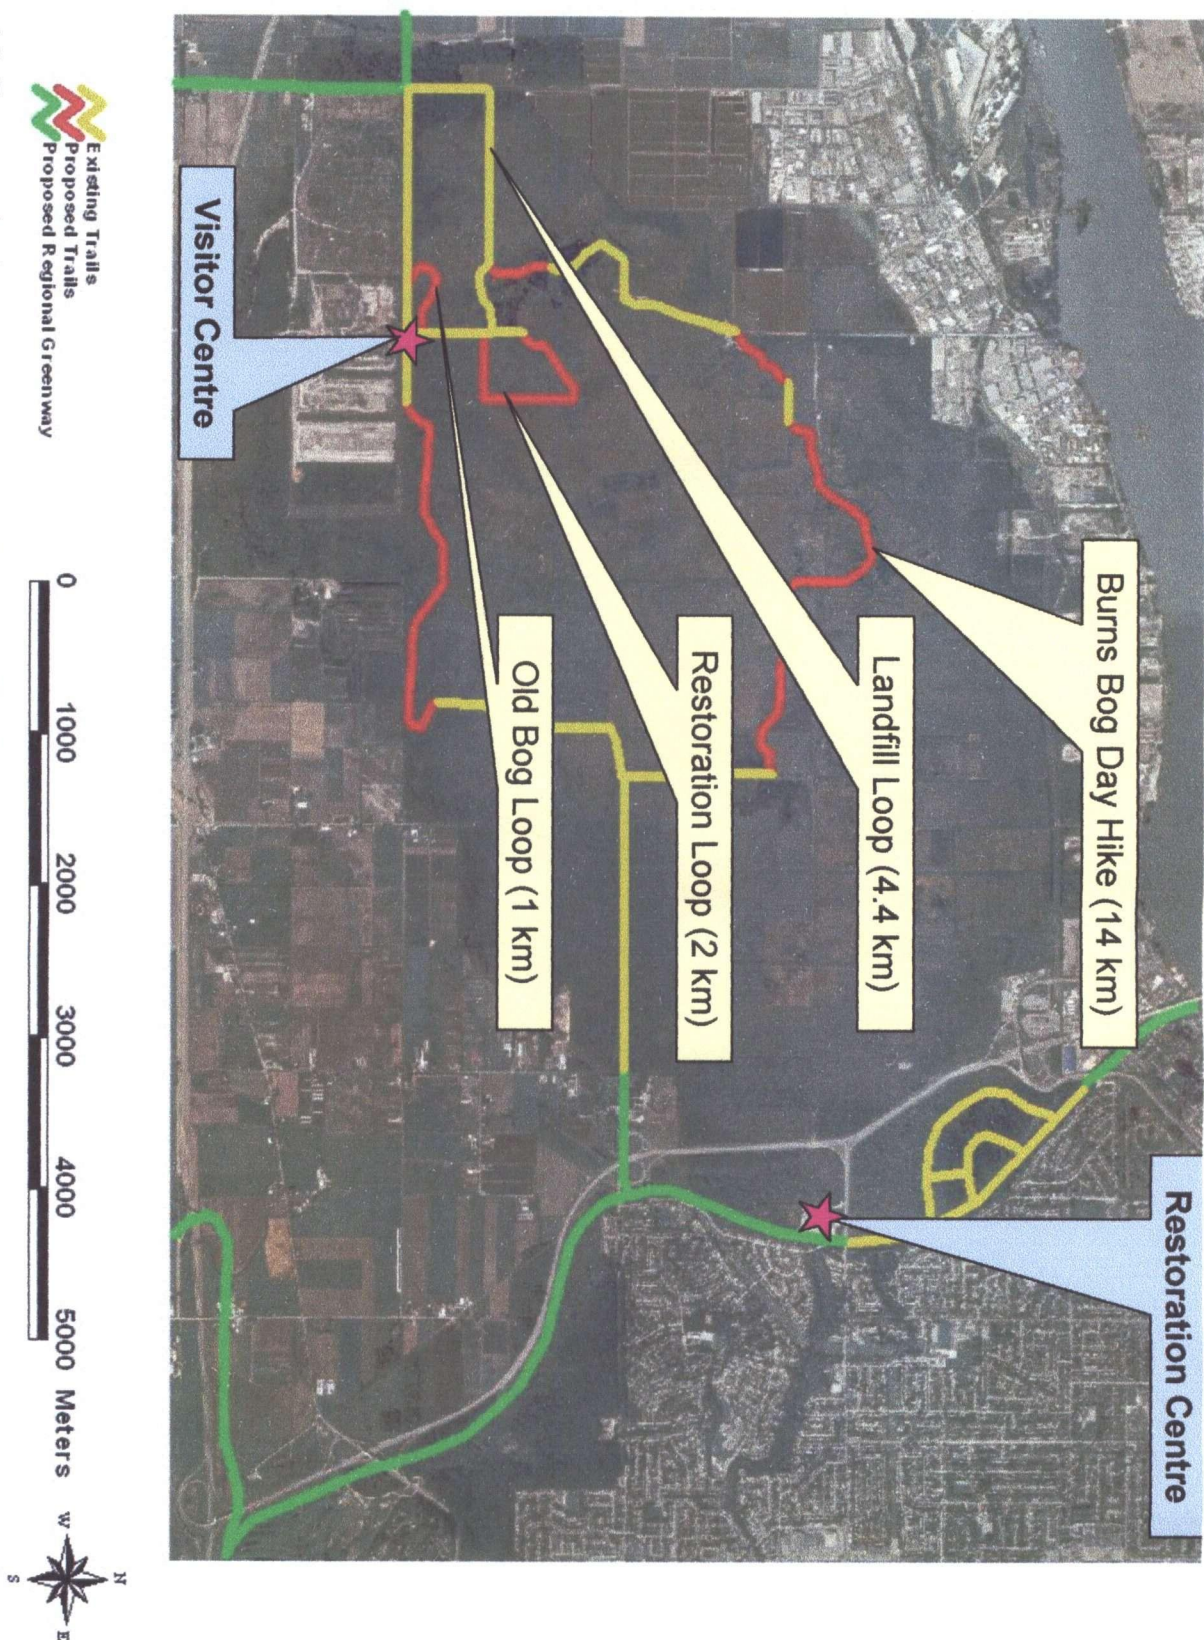 Restoration Centre
Burns Bog Day Hike (14 km)
Landfill Loop (4.4 km)
Restoration Loop (2 km)
Old Bog Loop (1 km)
Visitor Centre
Existing Trails
Proposed Trails
Proposed Regional Greenway
0 1000 2000 3000 4000 5000 Meters
N
W E
S